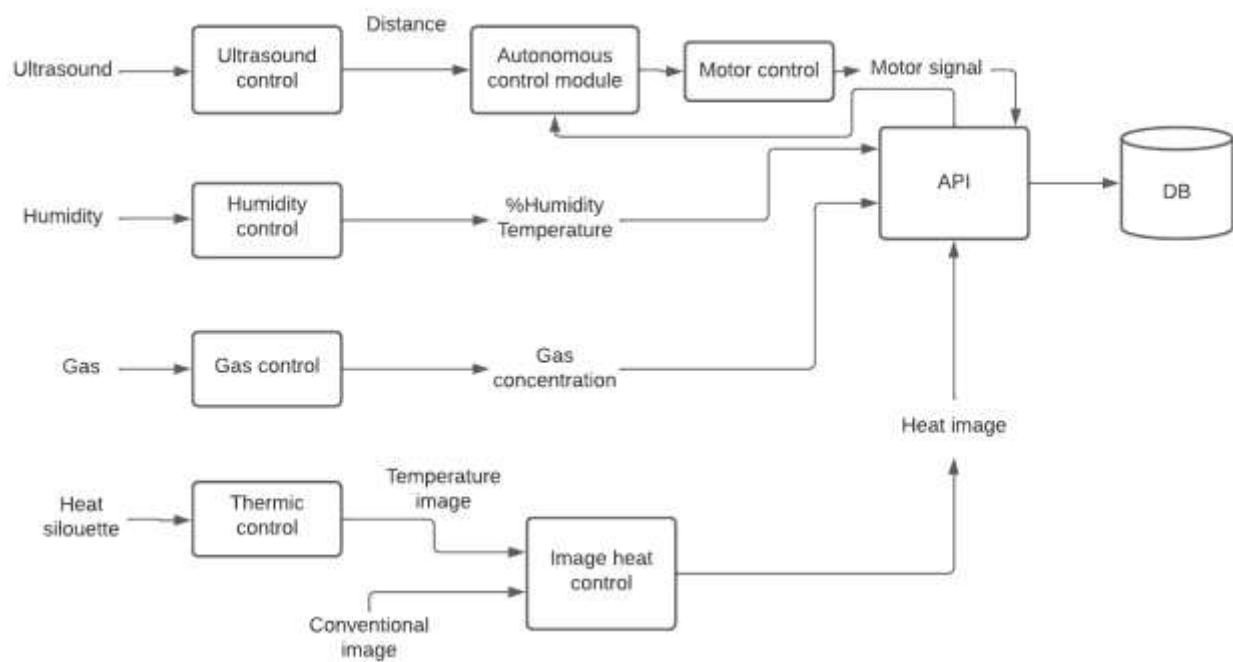 Distance
Ultrasound
Ultrasound
control
Autonomous
control module
Motor control
Motor signal
API
DB
Humidity
Humidity
control
%Humidity
Temperature
Gas
Gas control
Gas
concentration
Heat image
Heat
silouette
Thermic
control
Temperature
image
Image heat
control
Conventional
image